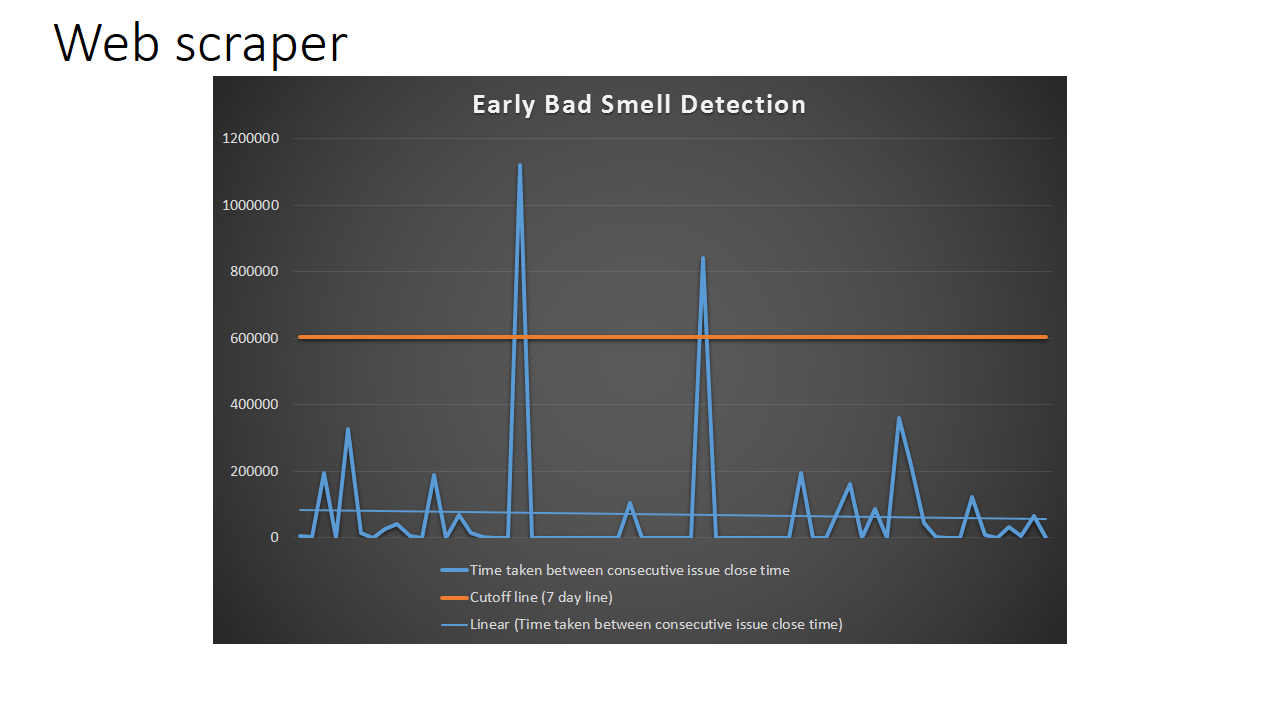 Web scraper
Early Bad Smell Detection
1200000
1000000
800000
600000
400000
200000
0
Time taken between consecutive issue close time
Cutoff line (7 day line)
Linear (Time taken between consecutive issue close time)